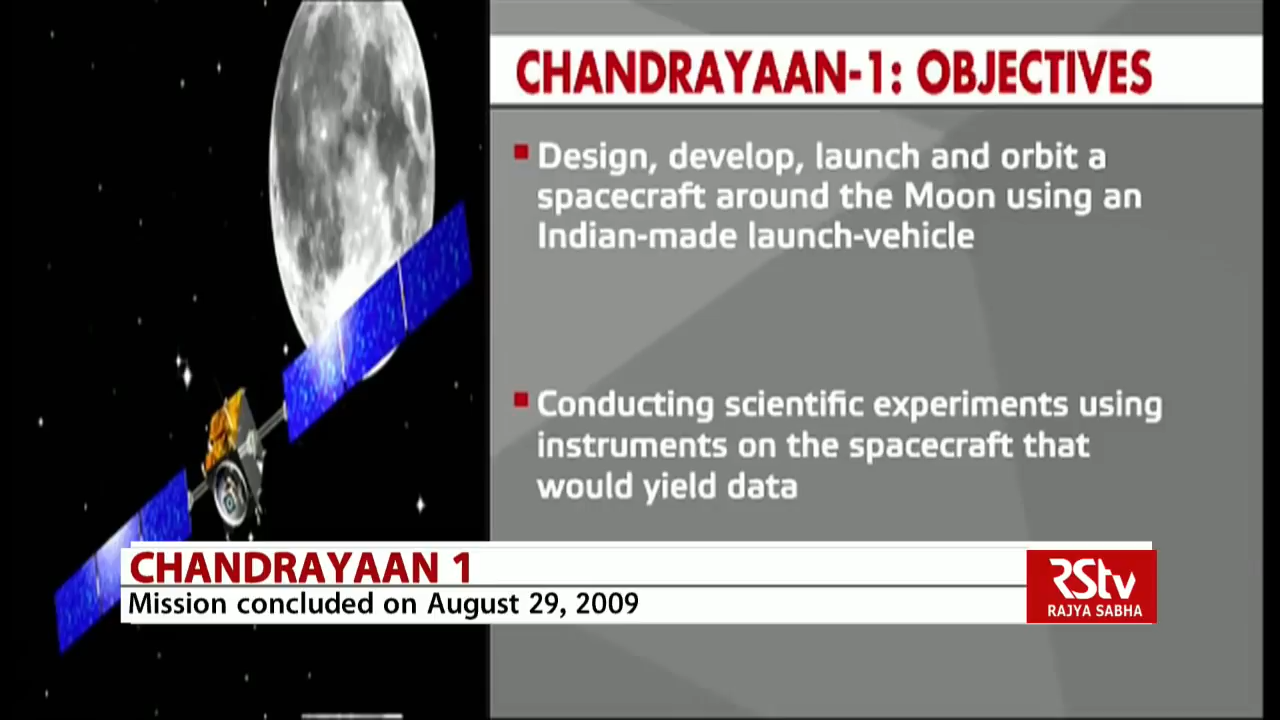 CHANDRAYAAN-1: OBJECTIVES
Design, develop, launch and orbit a
spacecraft around the Moon using an
Indian-made launch-vehicle
Conducting scientific experiments using
instruments on the spacecraft that
would yield data
CHANDRAYAAN 1
Mission concluded on August 29, 2009
RStv
RAJYA SABHA